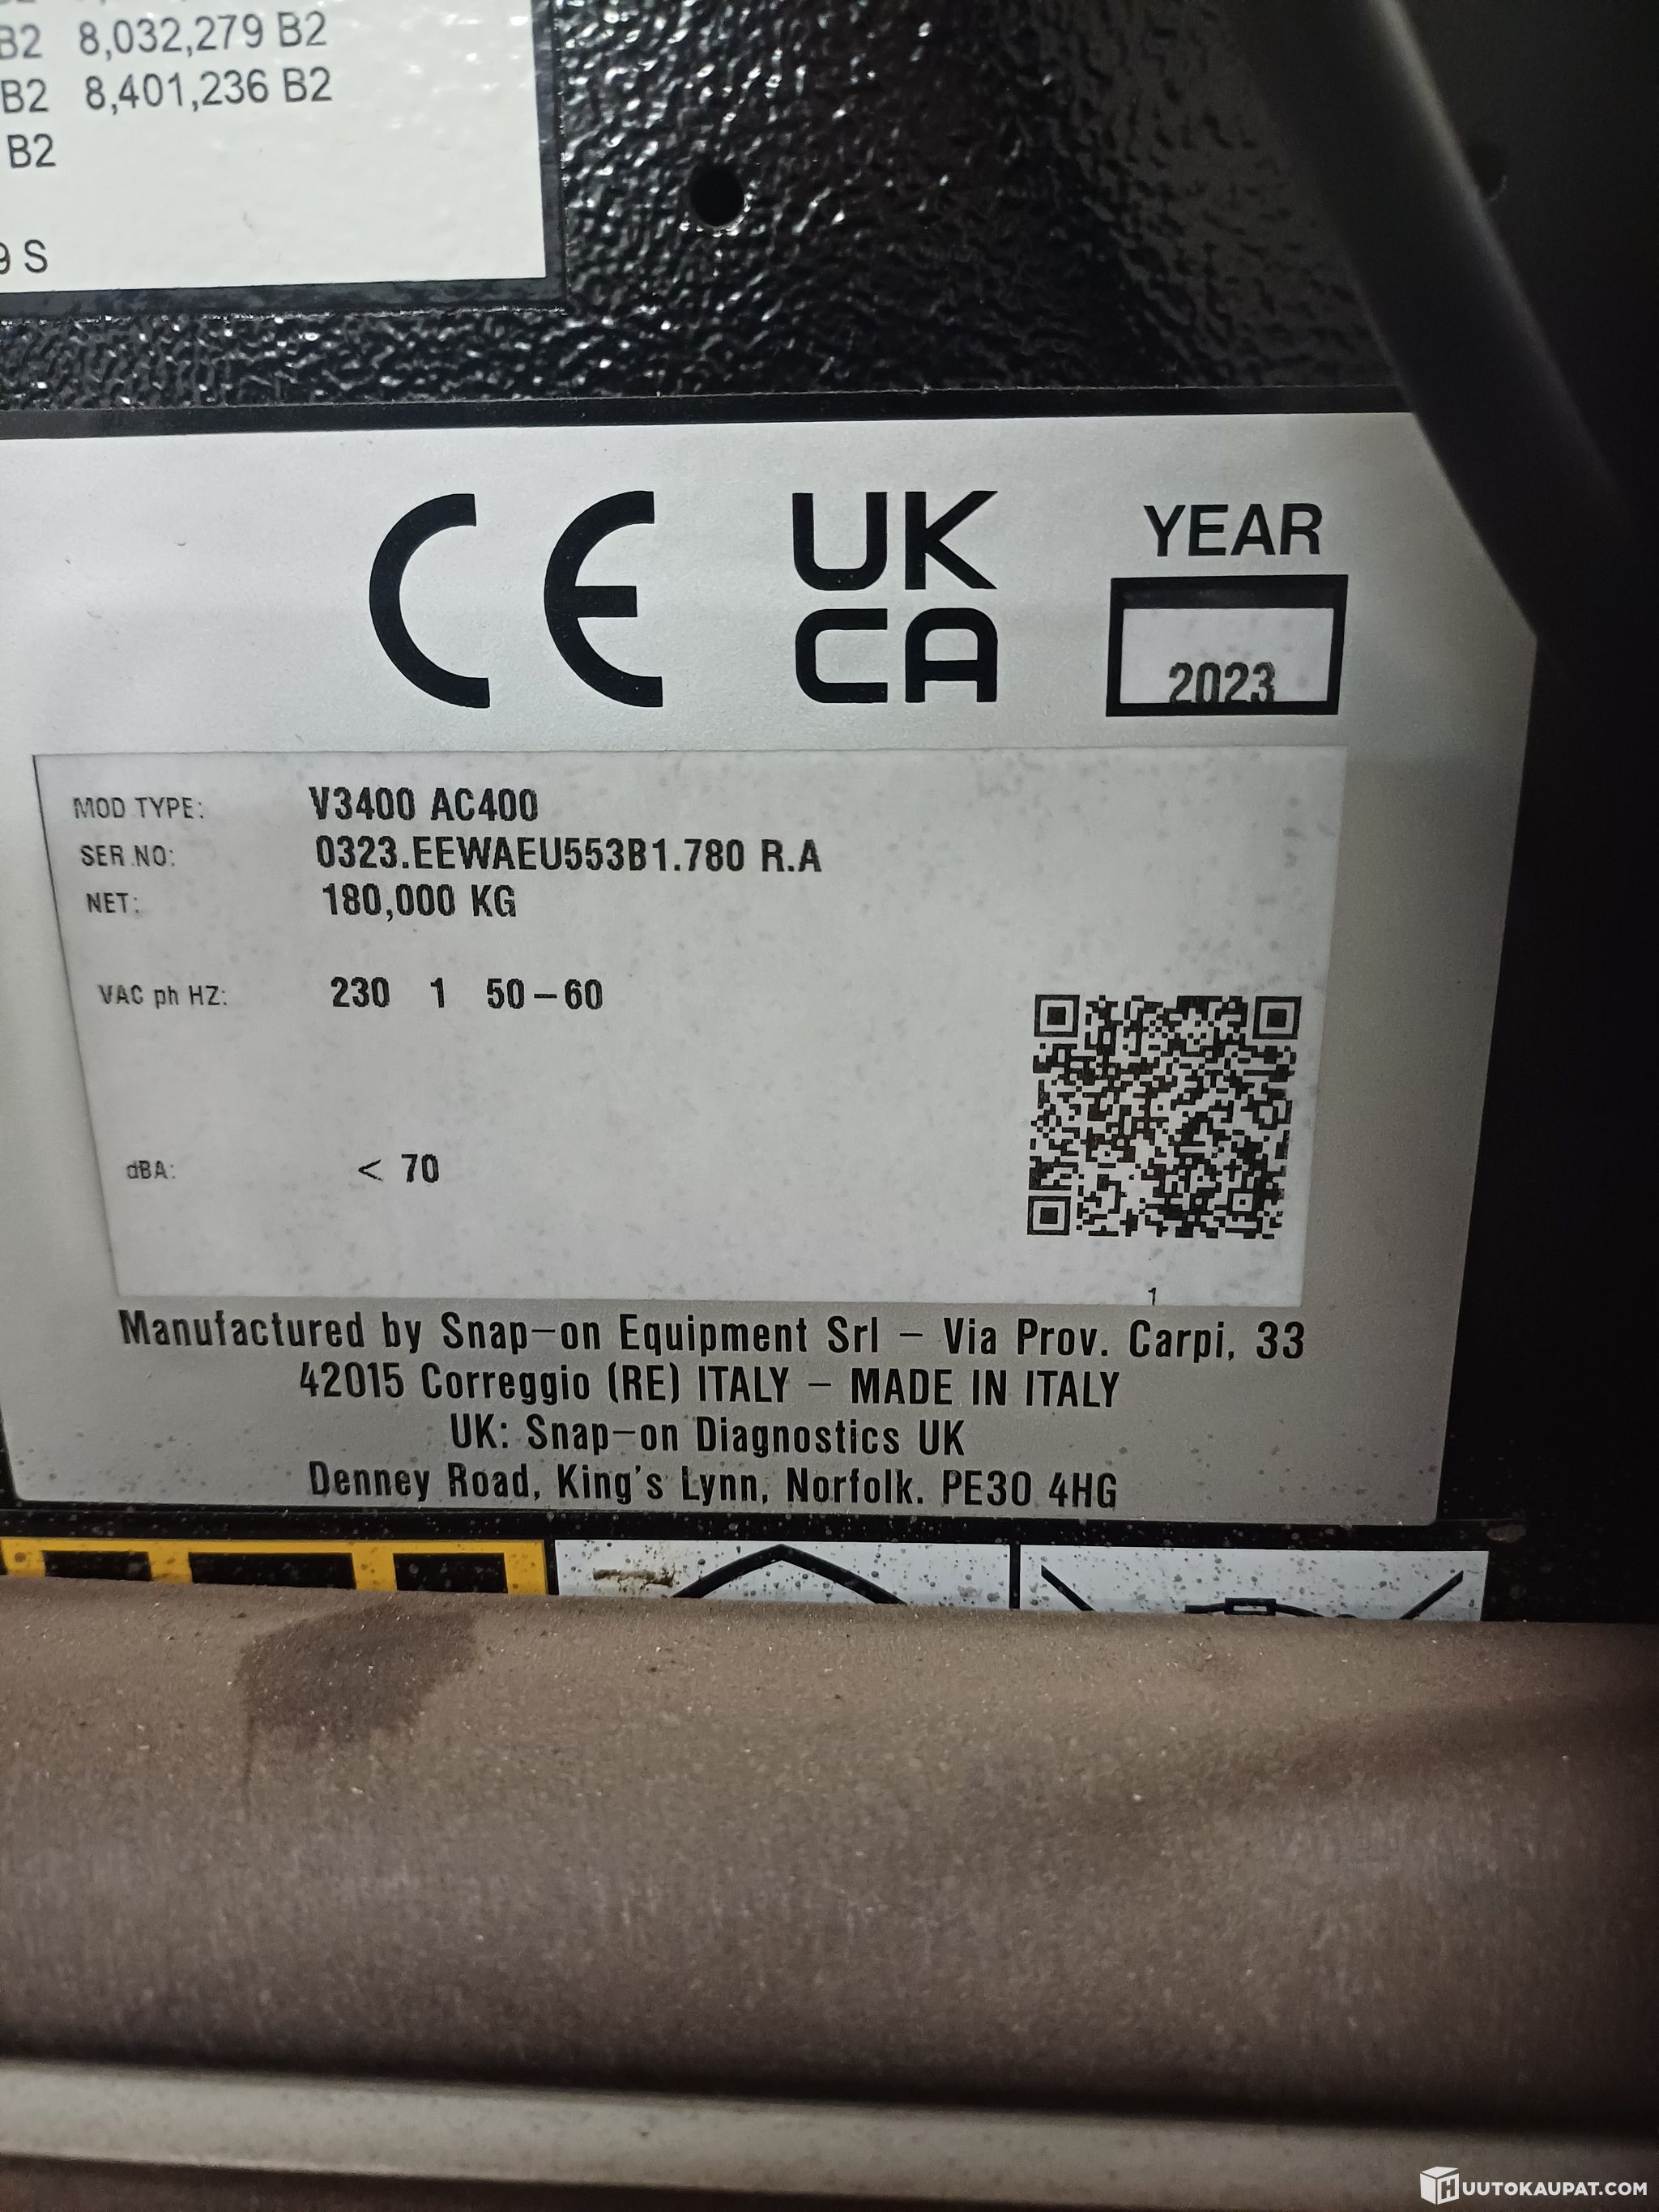 B2 8,032,279 B2
B2 8,401,236 B2
B2
9 S
CE
UK
CA
YEAR
2023
MOD TYPE: V3400 AC400
SER.NO: 0323.EEWAEU553B1.780 R.A
NET: 180,000 KG
VAC ph HZ: 230 1 50-60
dBA: < 70
1
Manufactured by Snap-on Equipment Srl - Via Prov. Carpi, 33
42015 Correggio (RE) ITALY - MADE IN ITALY
UK: Snap-on Diagnostics UK
Denney Road, King's Lynn, Norfolk. PE30 4HG
HUUTOKAUPAT.COM